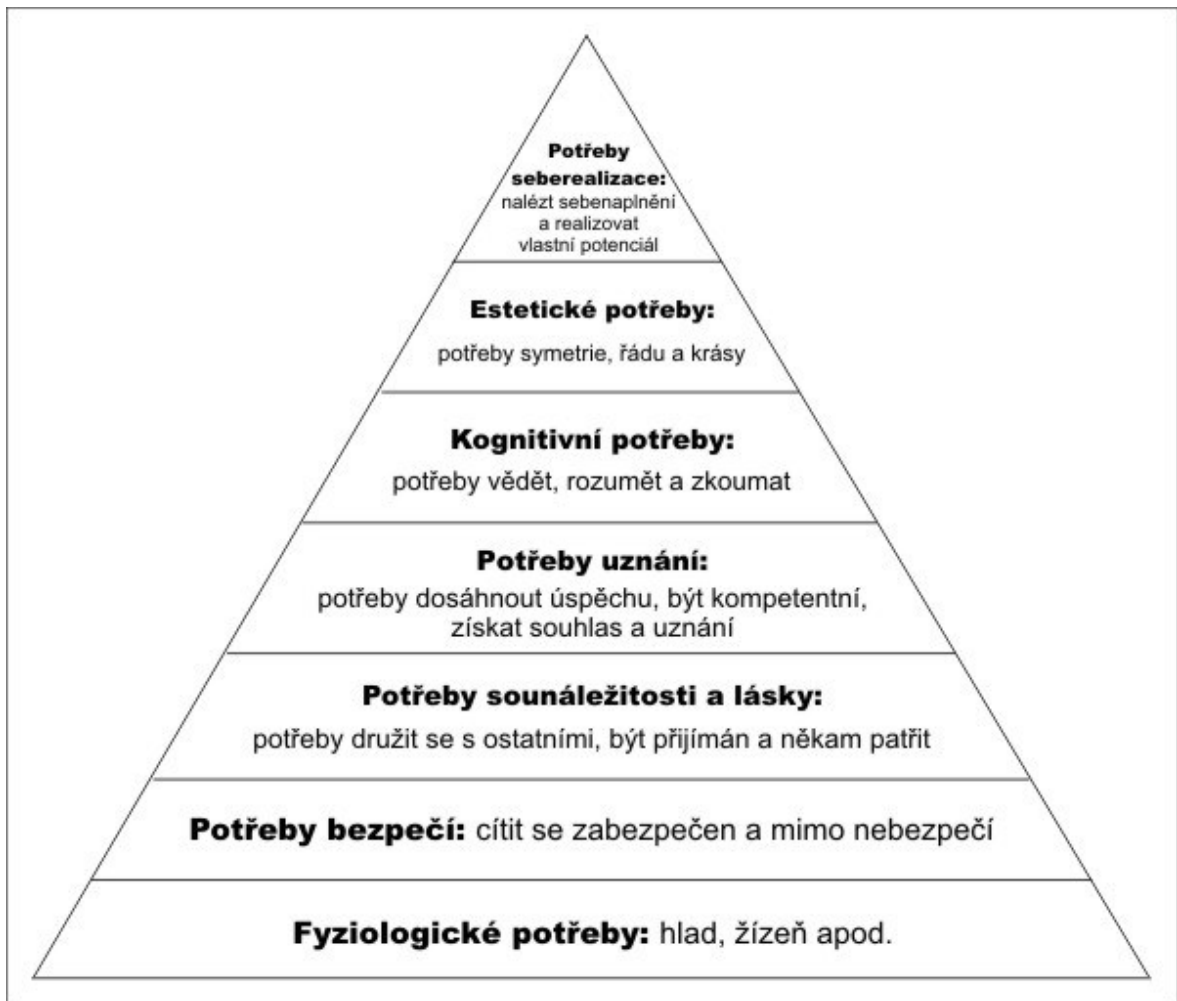 Potřeby
seberealizace:
nalézt sebenaplnění
a realizovat
vlastní potenciál
Estetické potřeby:
potřeby symetrie, řádu a krásy
Kognitivní potřeby:
potřeby vědět, rozumět a zkoumat
Potřeby uznání:
potřeby dosáhnout úspěchu, být kompetentní,
získat souhlas a uznání
Potřeby sounáležitosti a lásky:
potřeby družit se s ostatními, být přijímán a někam patřit
Potřeby bezpečí: cítit se zabezpečen a mimo nebezpečí
Fyziologické potřeby: hlad, žízeň apod.